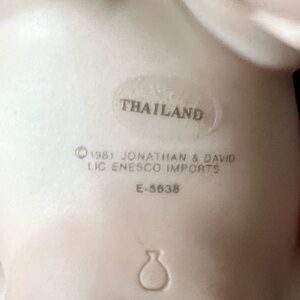 THAILAND
©1981 JONATHAN & DAVID
LIC. ENESCO IMPORTS
E-5638